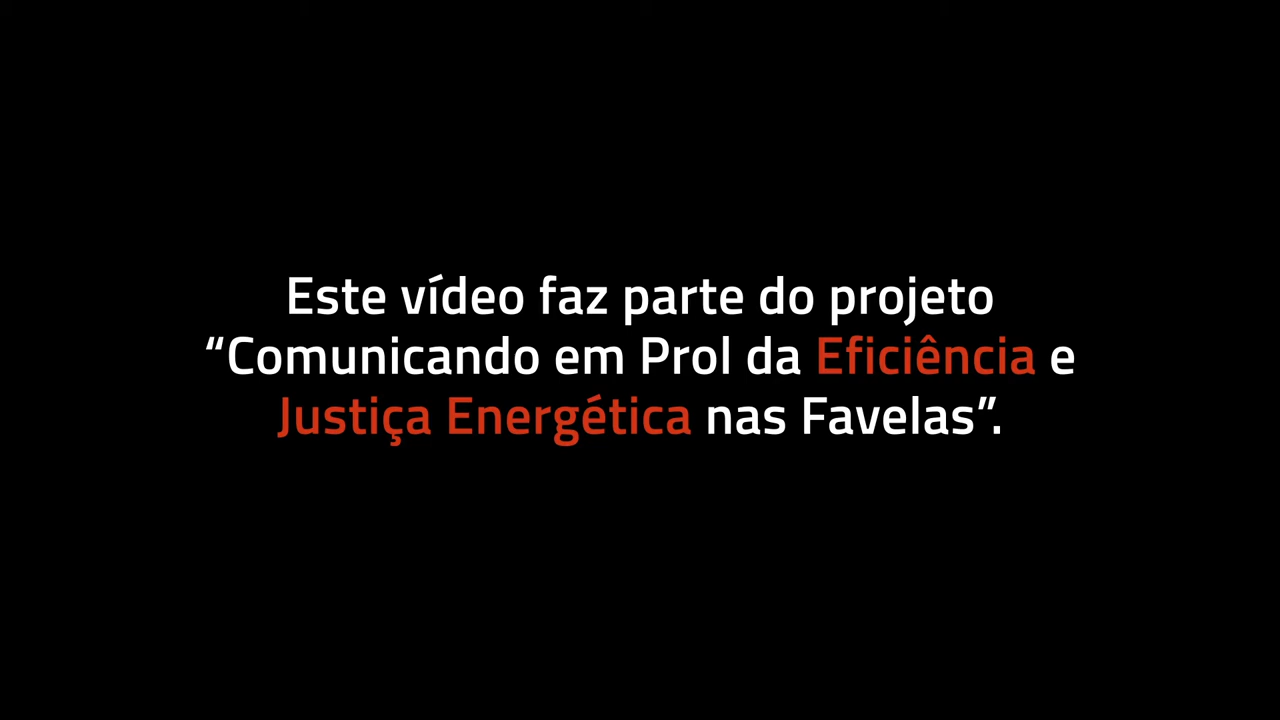 Este vídeo faz parte do projeto
“Comunicando em Prol da Eficiência e
Justiça Energética nas Favelas”.